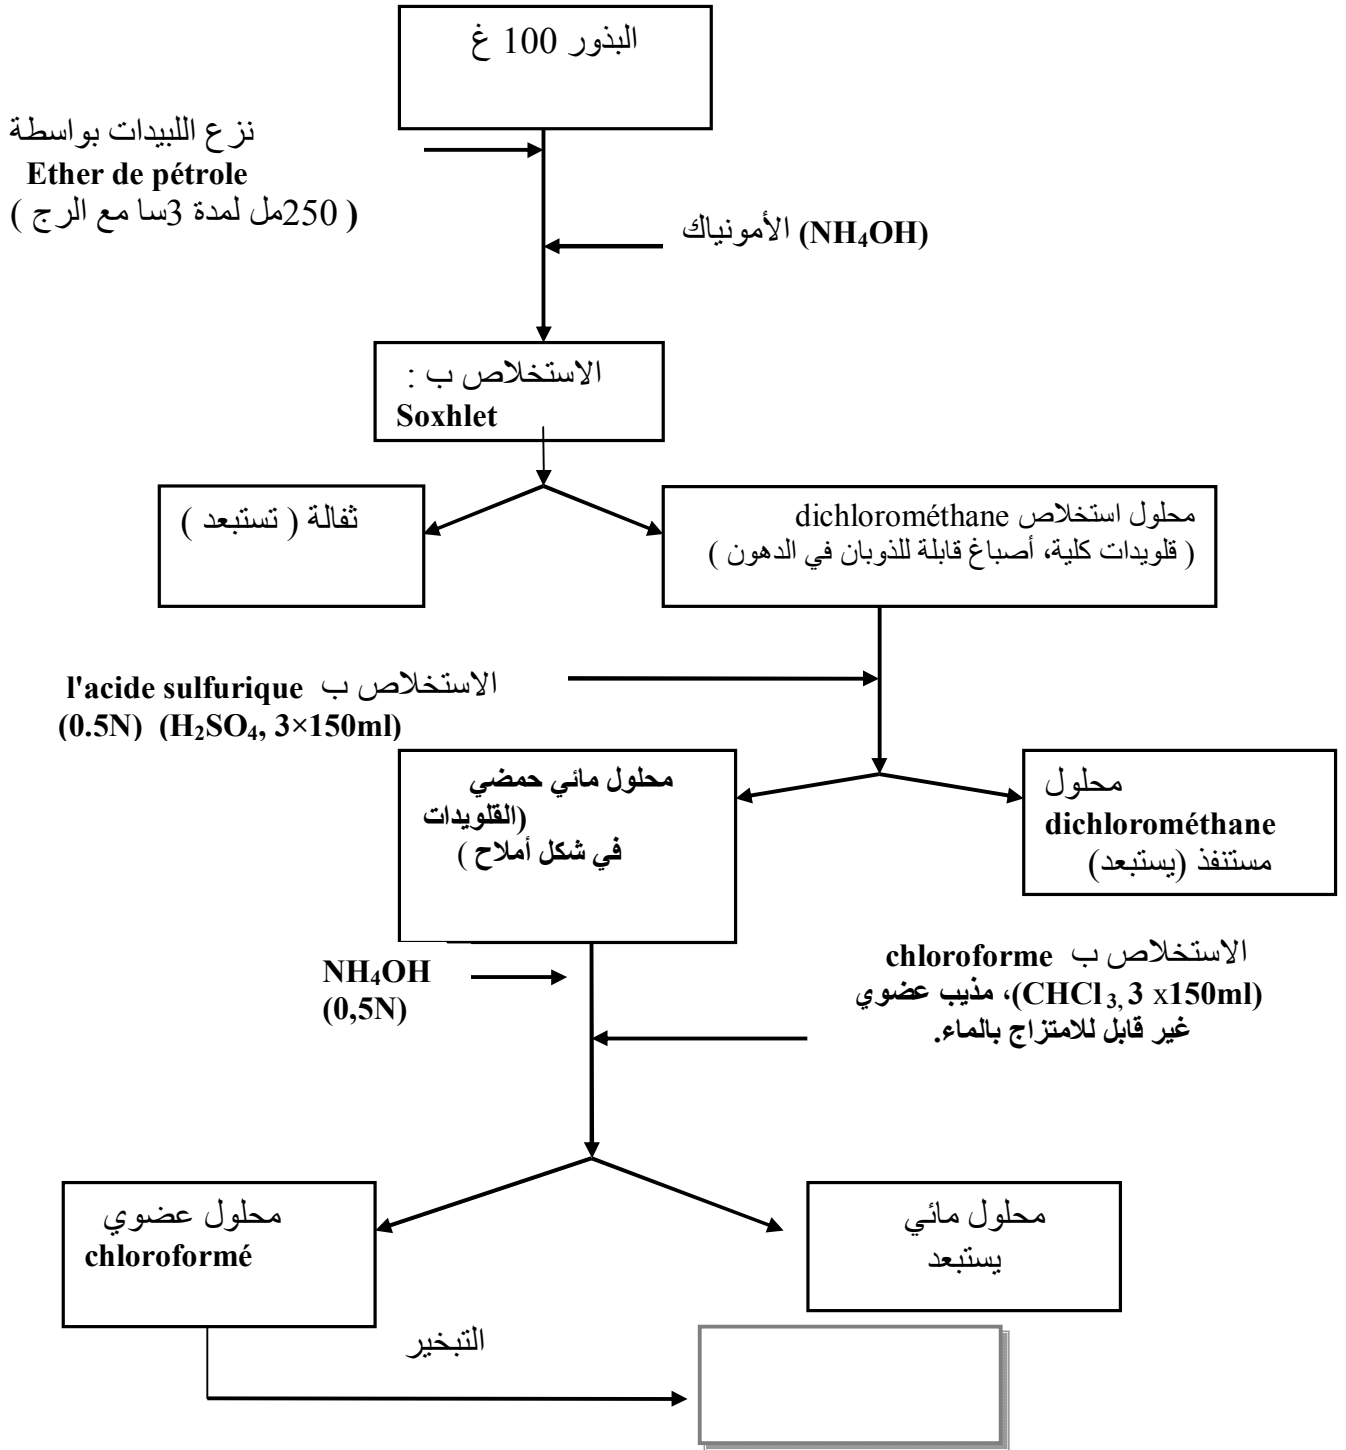 البذور 100 غ
نزع اللبيدات بواسطة
Ether de pétrole
( 250مل لمدة 3سا مع الرج )
الأمونياك (NH₄OH)
الاستخلاص ب :
Soxhlet
ثفالة ( تستبعد )
محلول استخلاص dichlorométhane
( قلويدات كلية، أصباغ قابلة للذوبان في الدهون )
الاستخلاص ب l'acide sulfurique
(0.5N) (H₂SO₄, 3×150ml)
محلول مائي حمضي
(القلويدات
في شكل أملاح )
محلول
dichlorométhane
مستنفذ (يستبعد)
NH₄OH
(0,5N)
الاستخلاص ب chloroforme
(CHCl₃, 3 x150ml)، مذيب عضوي
غير قابل للامتزاج بالماء.
محلول عضوي
chloroformé
محلول مائي
يستبعد
التبخير